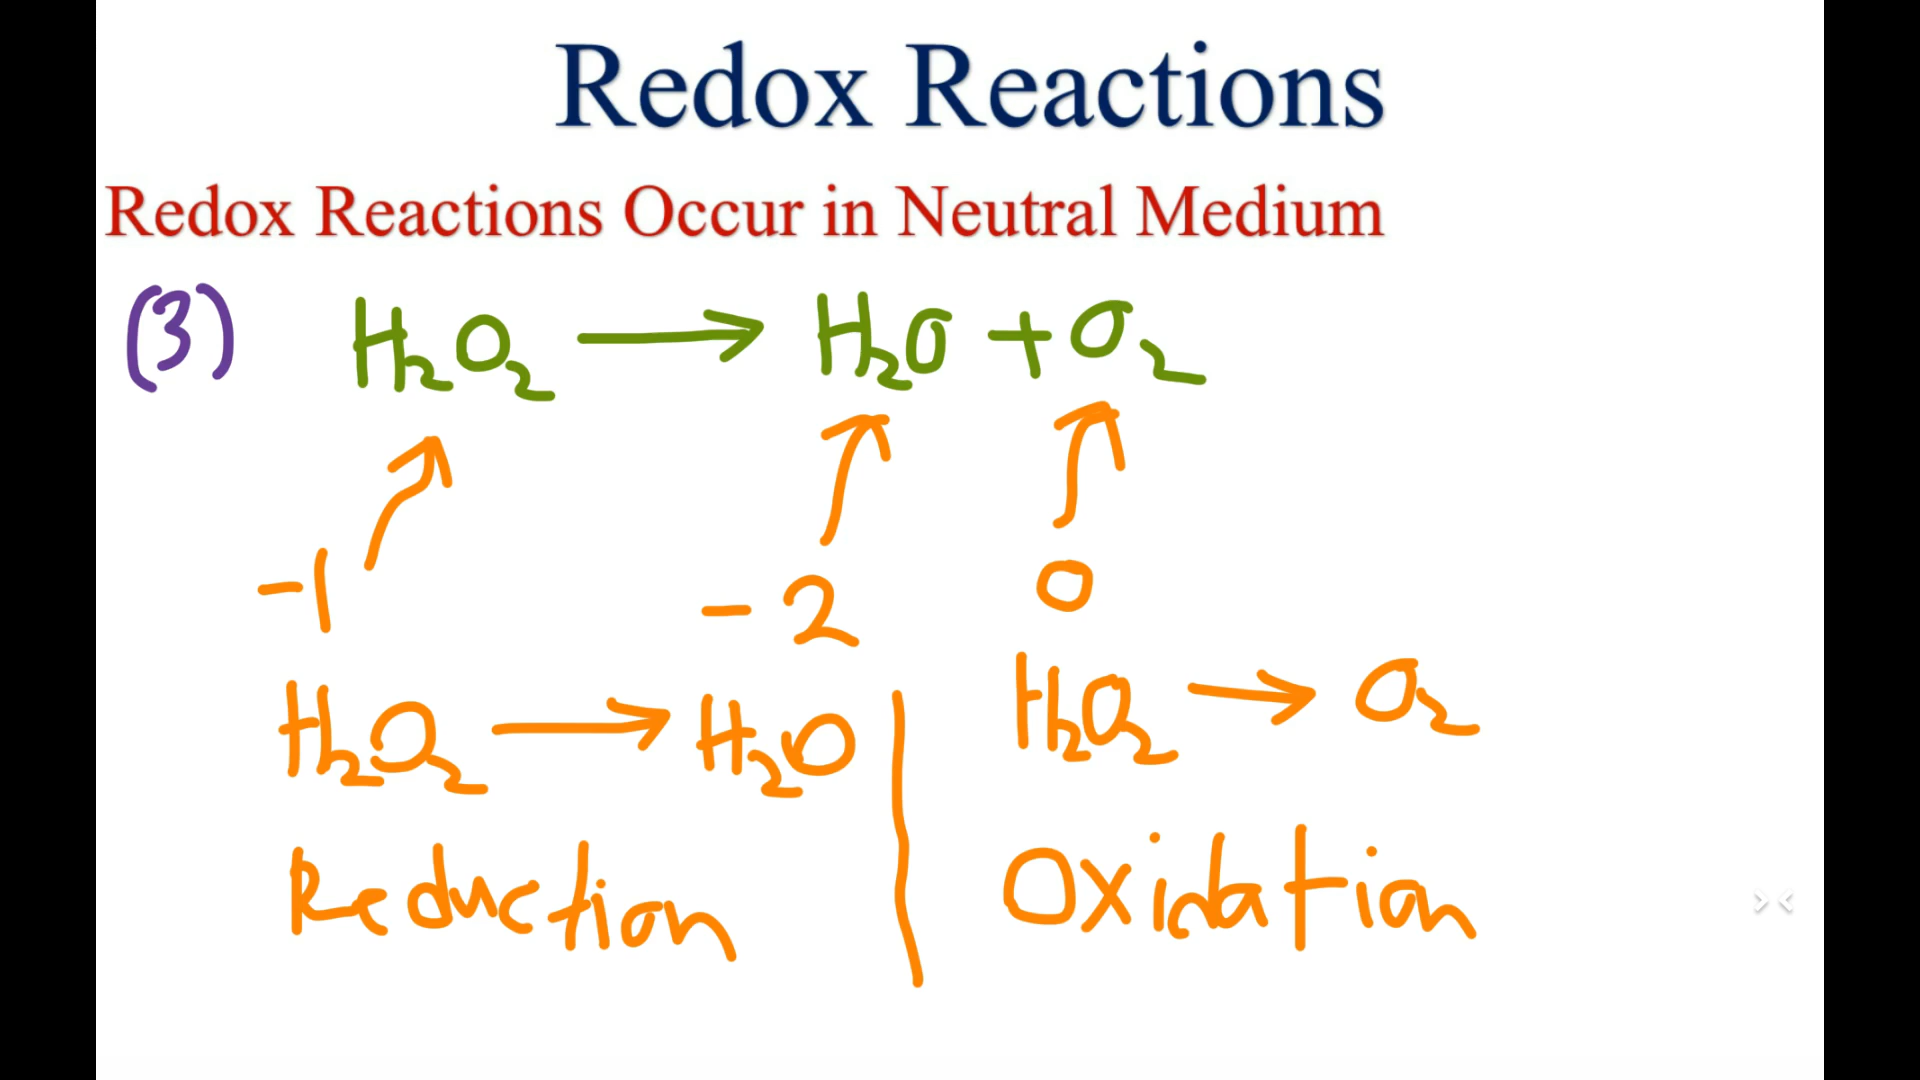 Redox Reactions
Redox Reactions Occur in Neutral Medium
(3) H₂O₂ → H₂O + O₂
-1 -2 0
H₂O₂ → H₂O | H₂O₂ → O₂
Reduction | Oxidation